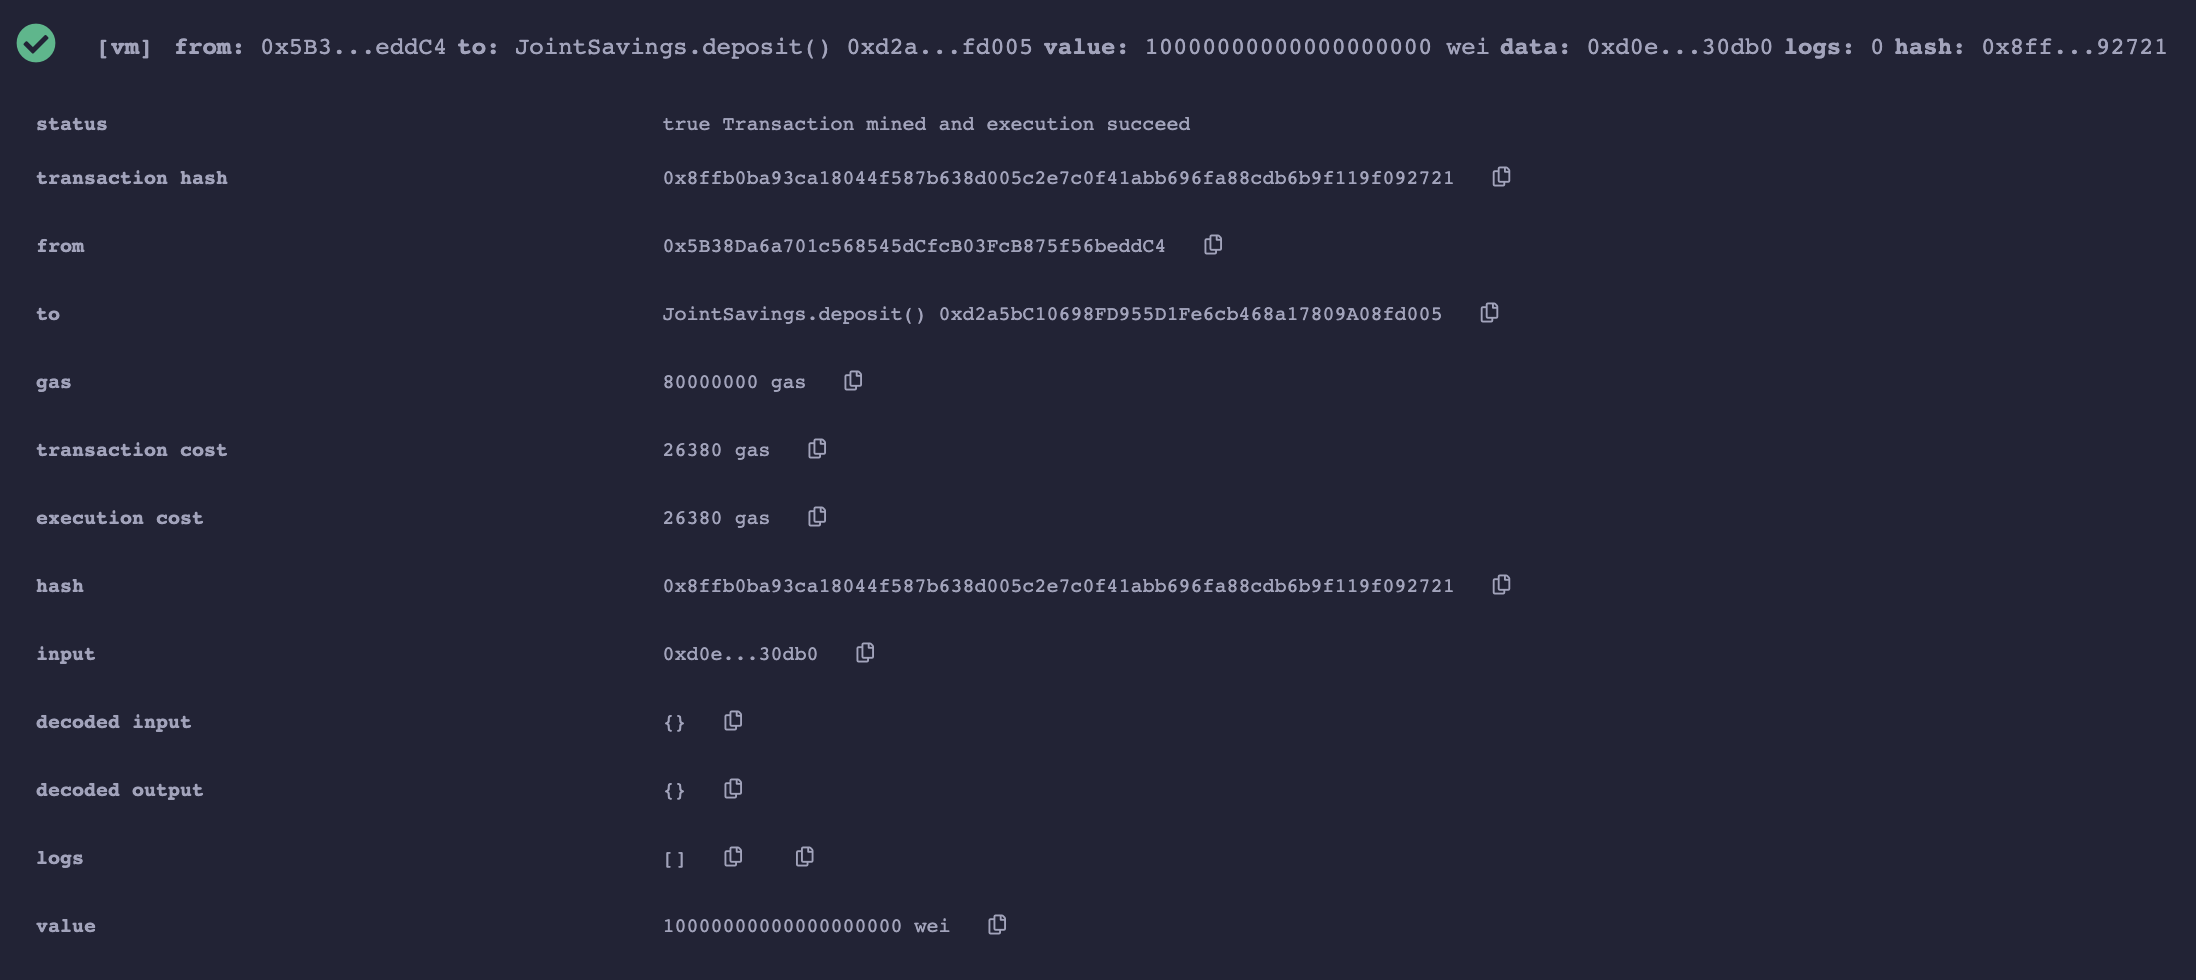 [vm] from: 0x5B3...eddC4 to: JointSavings.deposit() 0xd2a...fd005 value: 10000000000000000000 wei data: 0xd0e...30db0 logs: 0 hash: 0x8ff...92721
status true Transaction mined and execution succeed
transaction hash 0x8ffb0ba93ca18044f587b638d005c2e7c0f41abb696fa88cdb6b9f119f092721
from 0x5B38Da6a701c568545dCfcB03FcB875f56beddC4
to JointSavings.deposit() 0xd2a5bC10698FD955D1Fe6cb468a17809A08fd005
gas 80000000 gas
transaction cost 26380 gas
execution cost 26380 gas
hash 0x8ffb0ba93ca18044f587b638d005c2e7c0f41abb696fa88cdb6b9f119f092721
input 0xd0e...30db0
decoded input {}
decoded output {}
logs []
value 10000000000000000000 wei